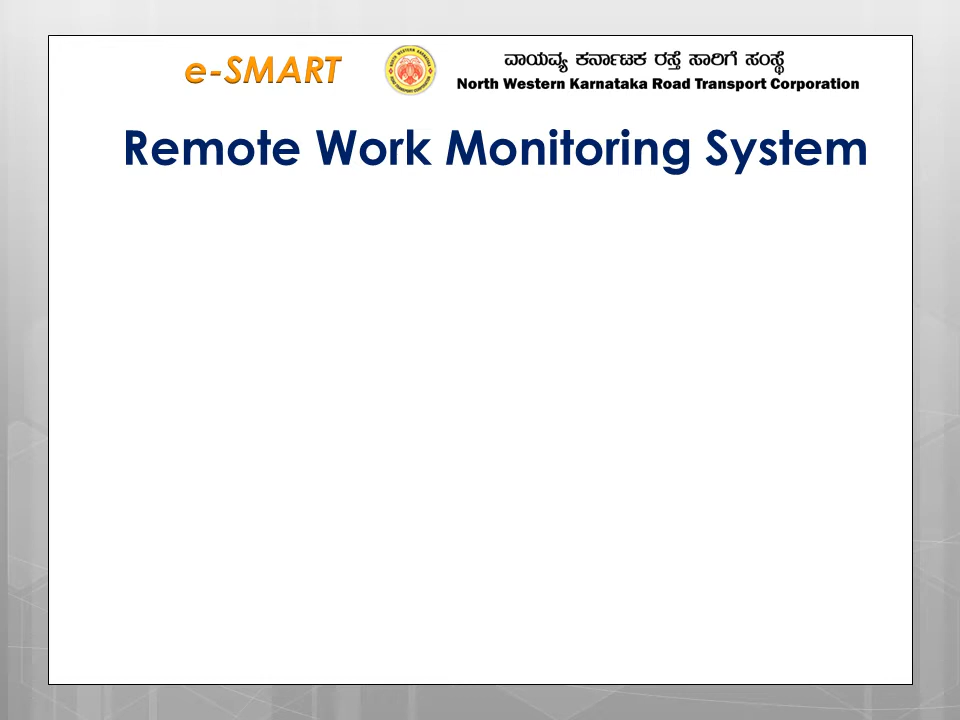 e-SMART
ವಾಯವ್ಯ ಕರ್ನಾಟಕ ರಸ್ತೆ ಸಾರಿಗೆ ಸಂಸ್ಥೆ
North Western Karnataka Road Transport Corporation
Remote Work Monitoring System